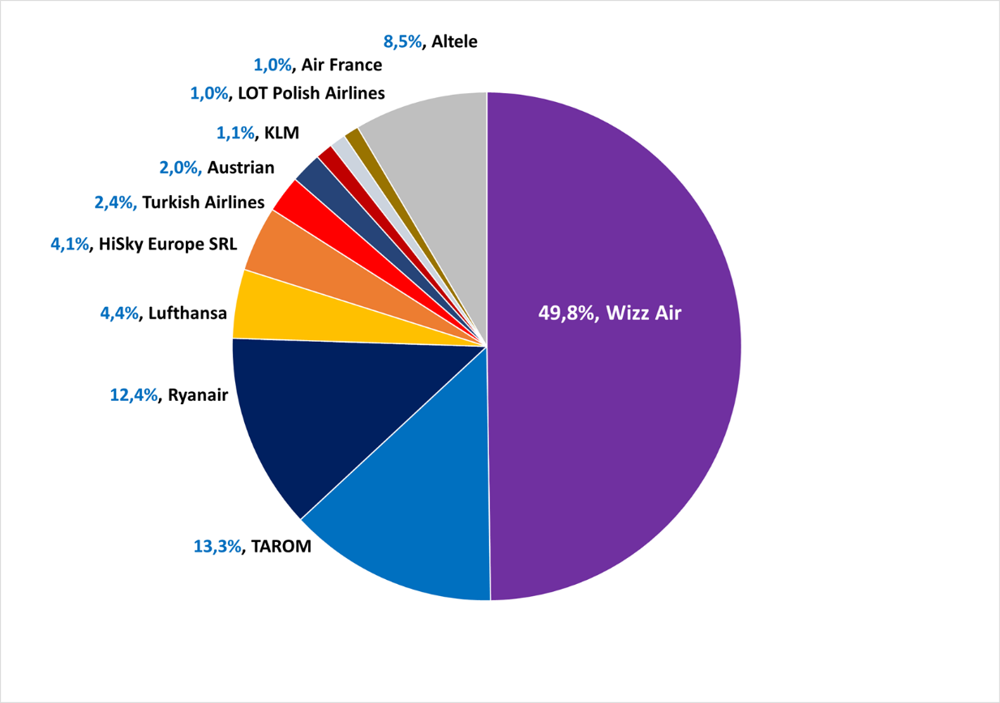 8,5%, Altele
1,0%, Air France
1,0%, LOT Polish Airlines
1,1%, KLM
2,0%, Austrian
2,4%, Turkish Airlines
4,1%, HiSky Europe SRL
4,4%, Lufthansa
49,8%, Wizz Air
12,4%, Ryanair
13,3%, TAROM